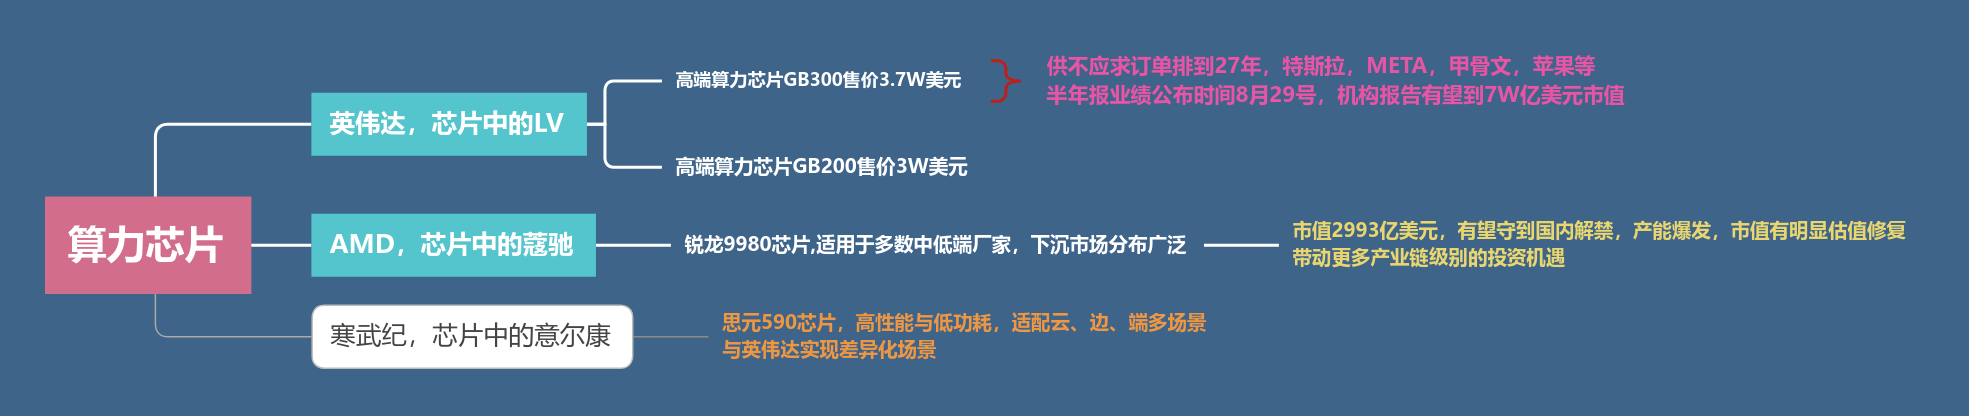 算力芯片
英伟达，芯片中的LV
高端算力芯片GB300售价3.7W美元
供不应求订单排到27年，特斯拉，META，甲骨文，苹果等
半年报业绩公布时间8月29号，机构报告有望到7W亿美元市值
高端算力芯片GB200售价3W美元
AMD，芯片中的蔻驰
锐龙9980芯片,适用于多数中低端厂家，下沉市场分布广泛
市值2993亿美元，有望守到国内解禁，产能爆发，市值有明显估值修复
带动更多产业链级别的投资机遇
寒武纪，芯片中的意尔康
思元590芯片，高性能与低功耗，适配云、边、端多场景
与英伟达实现差异化场景